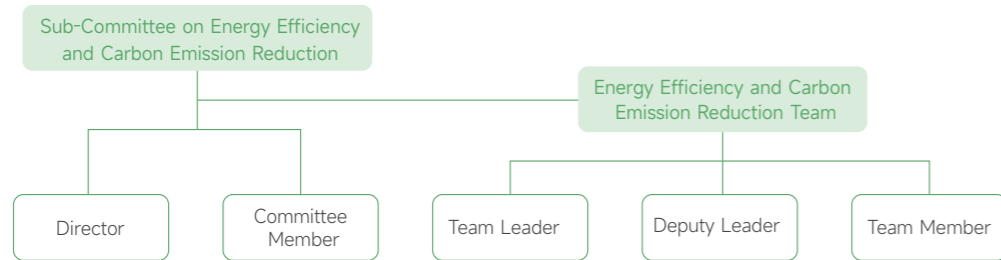 Sub-Committee on Energy Efficiency
and Carbon Emission Reduction
Energy Efficiency and Carbon
Emission Reduction Team
Director
Committee
Member
Team Leader
Deputy Leader
Team Member